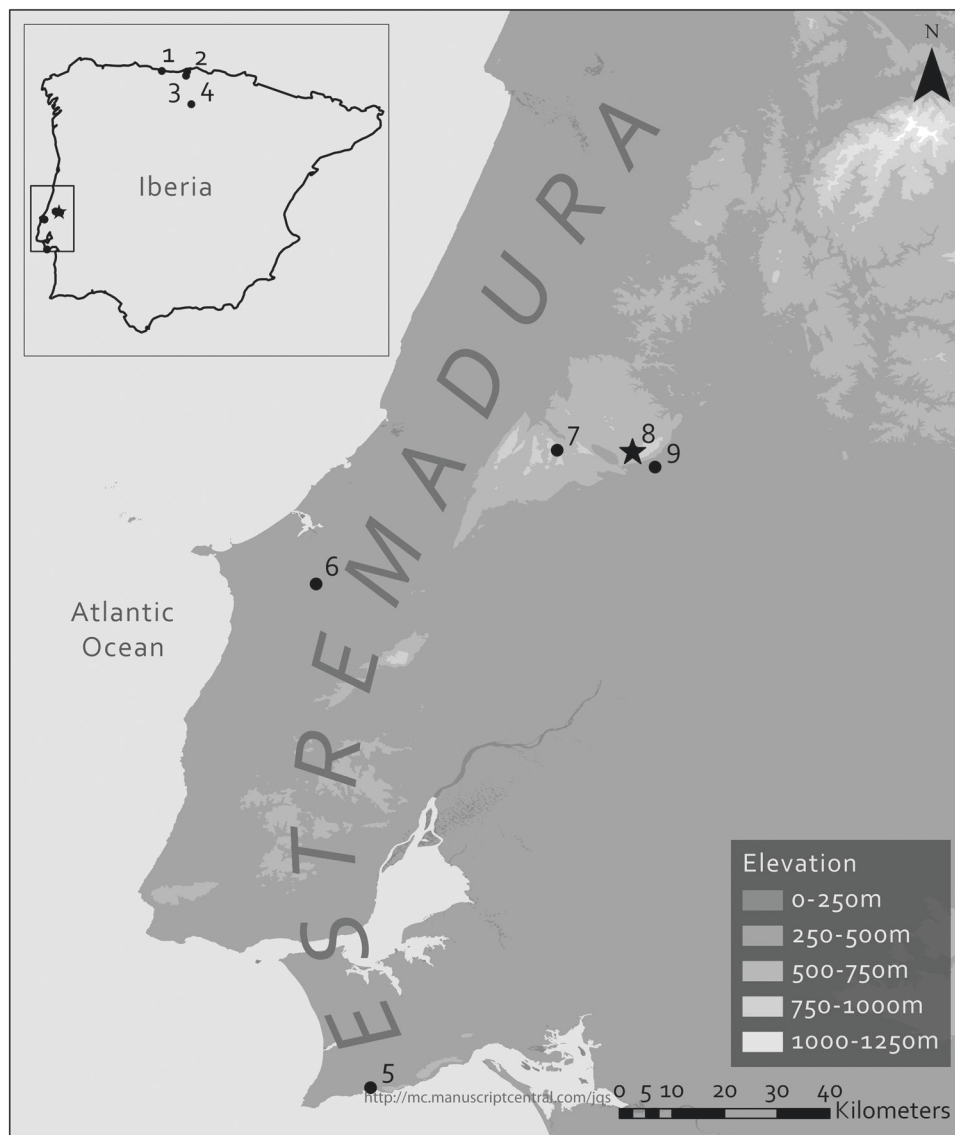 N
1 2
3 4
Iberia
ESTREMADURA
7
8
9
6
Atlantic
Ocean
5
http://mc.manuscriptcentral.com/jqs
Elevation
0-250m
250-500m
500-750m
750-1000m
1000-1250m
0 5 10 20 30 40
Kilometers